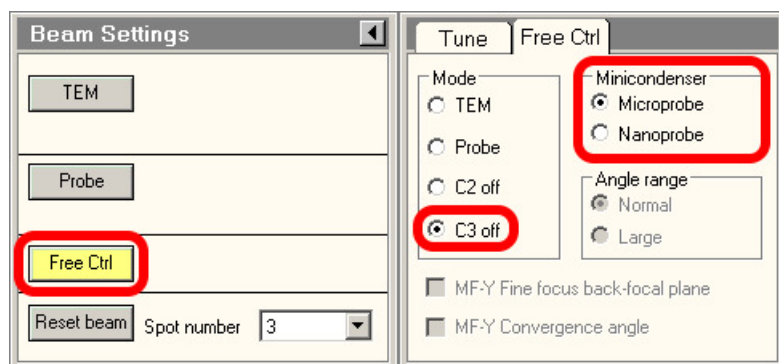 Beam Settings
TEM
Probe
Free Ctrl
Reset beam Spot number 3
Tune Free Ctrl
Mode
TEM
Probe
C2 off
C3 off
Minicondenser
Microprobe
Nanoprobe
Angle range
Normal
Large
MF-Y Fine focus back-focal plane
MF-Y Convergence angle